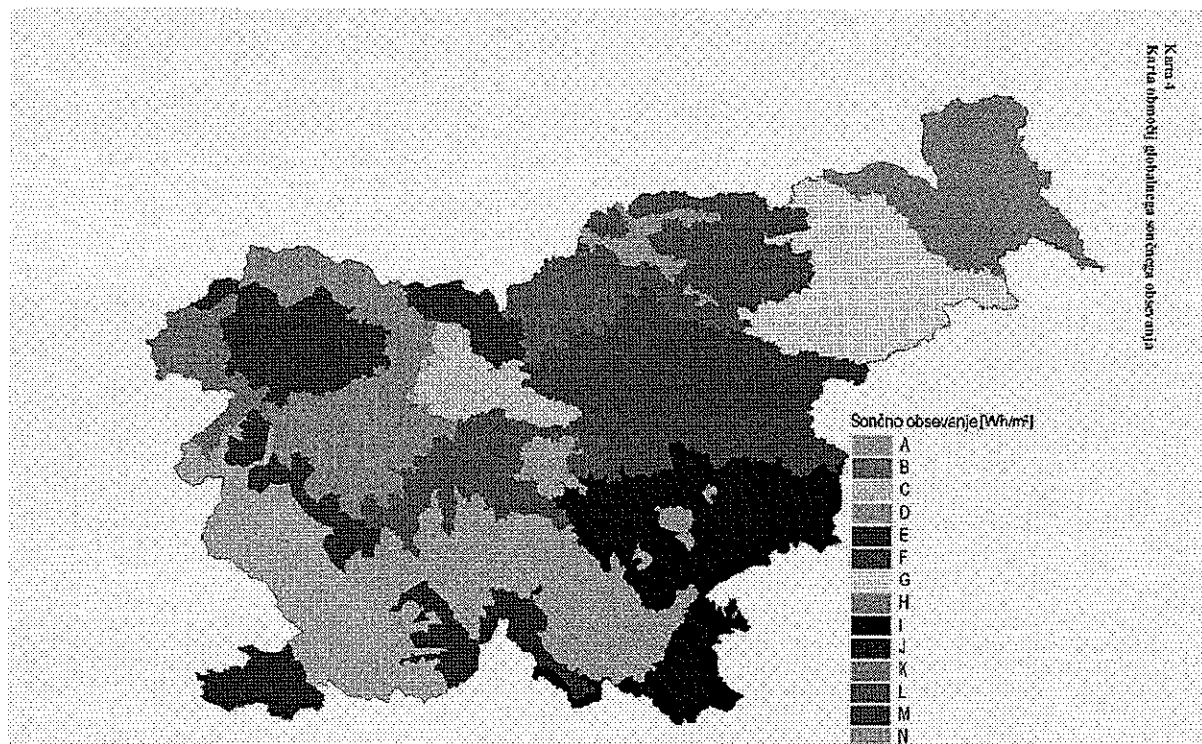 Karta 4
Karta območij globalnega sončnega obsevanja
Sončno obsevanje [Wh/m²]
A
B
C
D
E
F
G
H
I
J
K
L
M
N